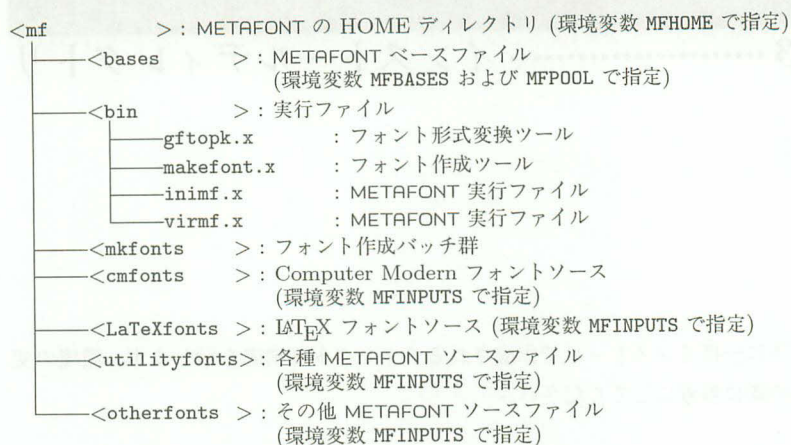 <mf >: METAFONT の HOME ディレクトリ (環境変数 MFHOME で指定)
<bases >: METAFONT ソースファイル
(環境変数 MFBASES および MFPOOL で指定)
<bin >: 実行ファイル
gftopk.x : フォント形式変換ツール
makefont.x : フォント作成ツール
inimf.x : METAFONT 実行ファイル
virmf.x : METAFONT 実行ファイル
<mkfonts >: フォント作成バッチ群
<cmfonts >: Computer Modern フォントソース
(環境変数 MFINPUTS で指定)
<LaTeXfonts >: LATEX フォントソース (環境変数 MFINPUTS で指定)
<utilityfonts>: 各種 METAFONT ソースファイル
(環境変数 MFINPUTS で指定)
<otherfonts >: その他 METAFONT ソースファイル
(環境変数 MFINPUTS で指定)